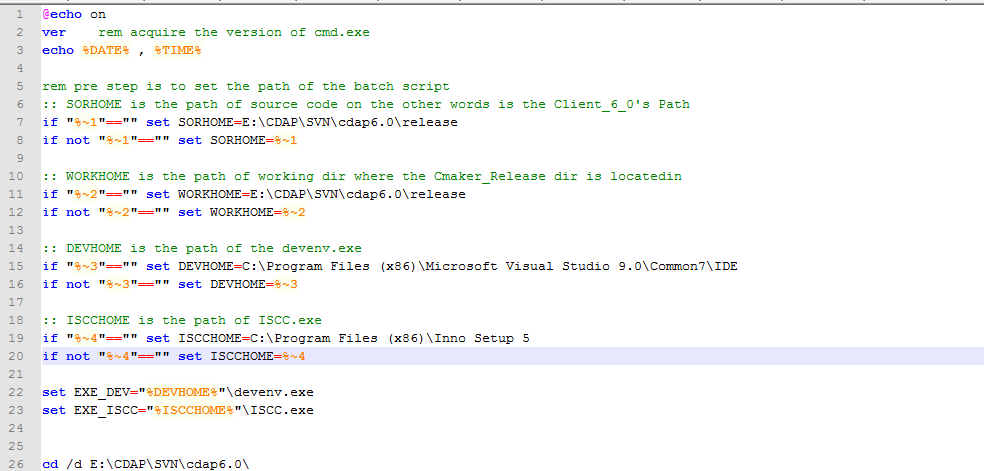 1 @echo on
2 ver    rem acquire the version of cmd.exe
3 echo %DATE% , %TIME%
4
5 rem pre step is to set the path of the batch script
6 :: SORHOME is the path of source code on the other words is the Client_6_0's Path
7 if "%~1"=="" set SORHOME=E:\CDAP\SVN\cdap6.0\release
8 if not "%~1"=="" set SORHOME=%~1
9
10 :: WORKHOME is the path of working dir where the Cmaker_Release dir is locatedin
11 if "%~2"=="" set WORKHOME=E:\CDAP\SVN\cdap6.0\release
12 if not "%~2"=="" set WORKHOME=%~2
13
14 :: DEVHOME is the path of the devenv.exe
15 if "%~3"=="" set DEVHOME=C:\Program Files (x86)\Microsoft Visual Studio 9.0\Common7\IDE
16 if not "%~3"=="" set DEVHOME=%~3
17
18 :: ISCCHOME is the path of ISCC.exe
19 if "%~4"=="" set ISCCHOME=C:\Program Files (x86)\Inno Setup 5
20 if not "%~4"=="" set ISCCHOME=%~4
21
22 set EXE_DEV="%DEVHOME%"\devenv.exe
23 set EXE_ISCC="%ISCCHOME%"\ISCC.exe
24
25
26 cd /d E:\CDAP\SVN\cdap6.0\